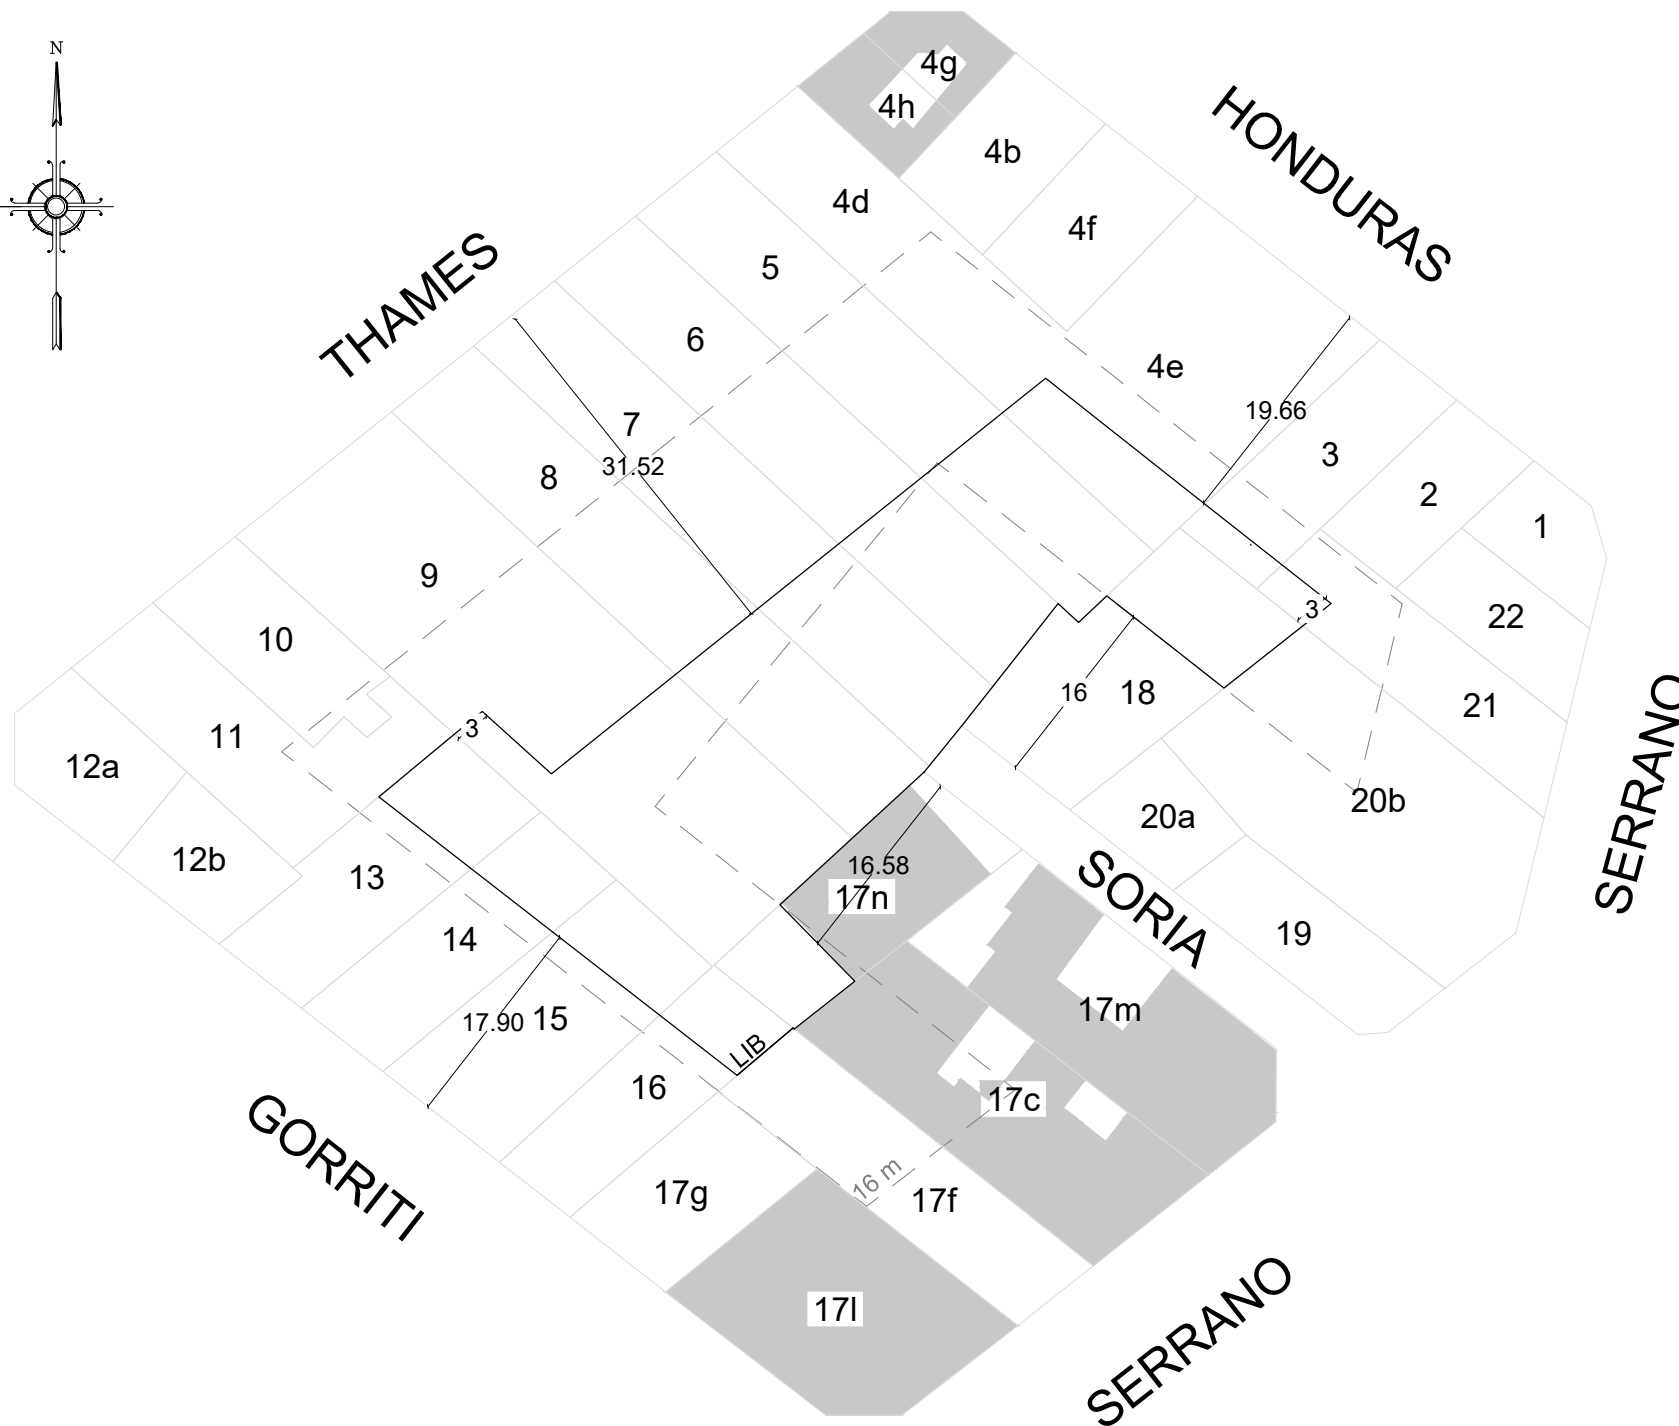 N
4g
4h
HONDURAS
4b
4d
4f
THAMES
5
6
4e
19.66
7
3
31.52
8
2
1
9
3
22
10
16
18
21
3
11
12a
20b
SERRANO
20a
12b
SORIA
16.58
13
17n
19
14
17.90
15
17m
LIB
16
17c
GORRITI
16 m
17g
17f
17l
SERRANO